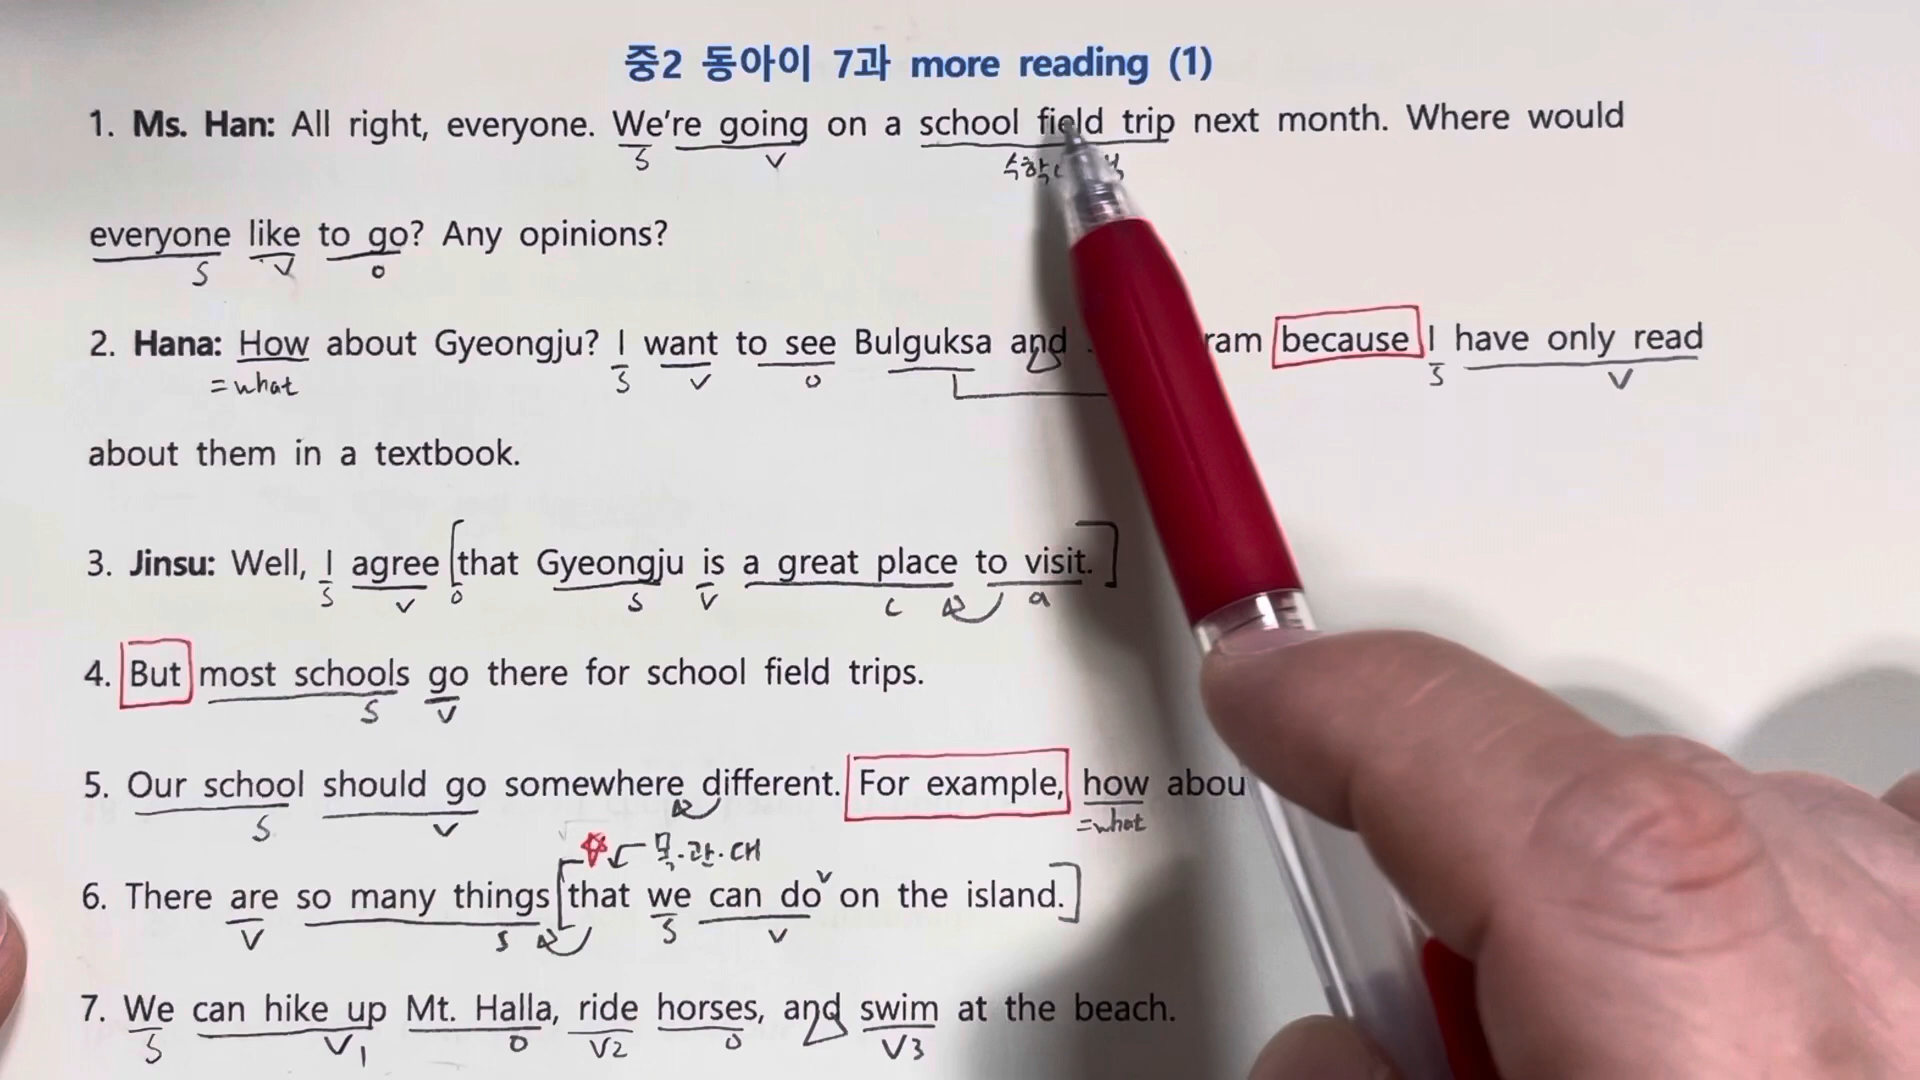 중2 동아이 7과 more reading (1)
1. Ms. Han: All right, everyone. We're going on a school field trip next month. Where would
S V
everyone like to go? Any opinions?
S V O
2. Hana: How about Gyeongju? I want to see Bulguksa and ram because I have only read
= what S V O S V
about them in a textbook.
3. Jinsu: Well, I agree [that Gyeongju is a great place to visit.]
S V O S V C a
4. But most schools go there for school field trips.
S V
5. Our school should go somewhere different. For example, how abou
S V =what
목.관.대
6. There are so many things [that we can do v on the island.]
V S S V
7. We can hike up Mt. Halla, ride horses, and swim at the beach.
S V1 O V2 O V3